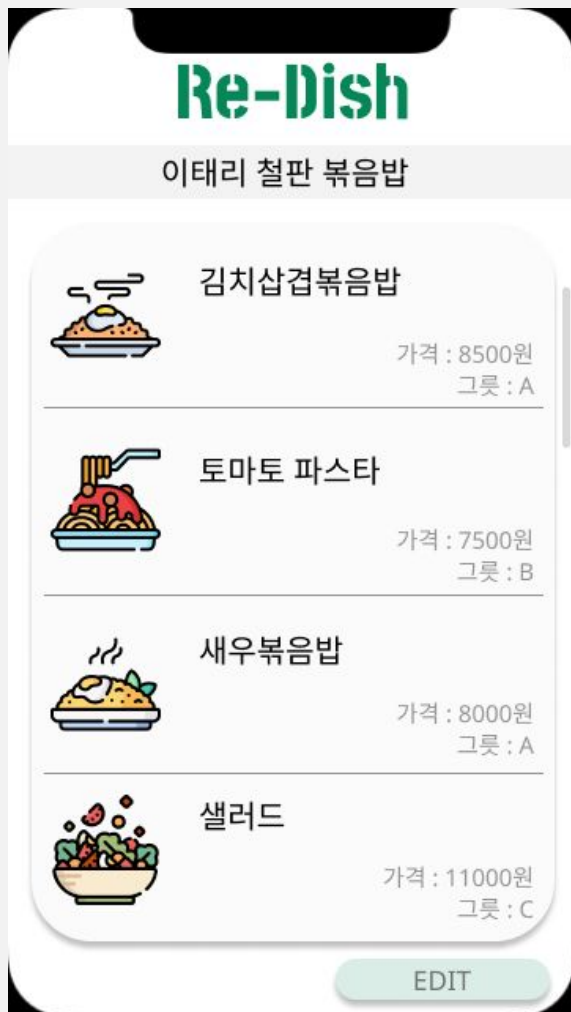 Re-Dish
이태리 철판 볶음밥
김치삽겹볶음밥
가격 : 8500원
그릇 : A
토마토 파스타
가격 : 7500원
그릇 : B
새우볶음밥
가격 : 8000원
그릇 : A
샐러드
가격 : 11000원
그릇 : C
EDIT